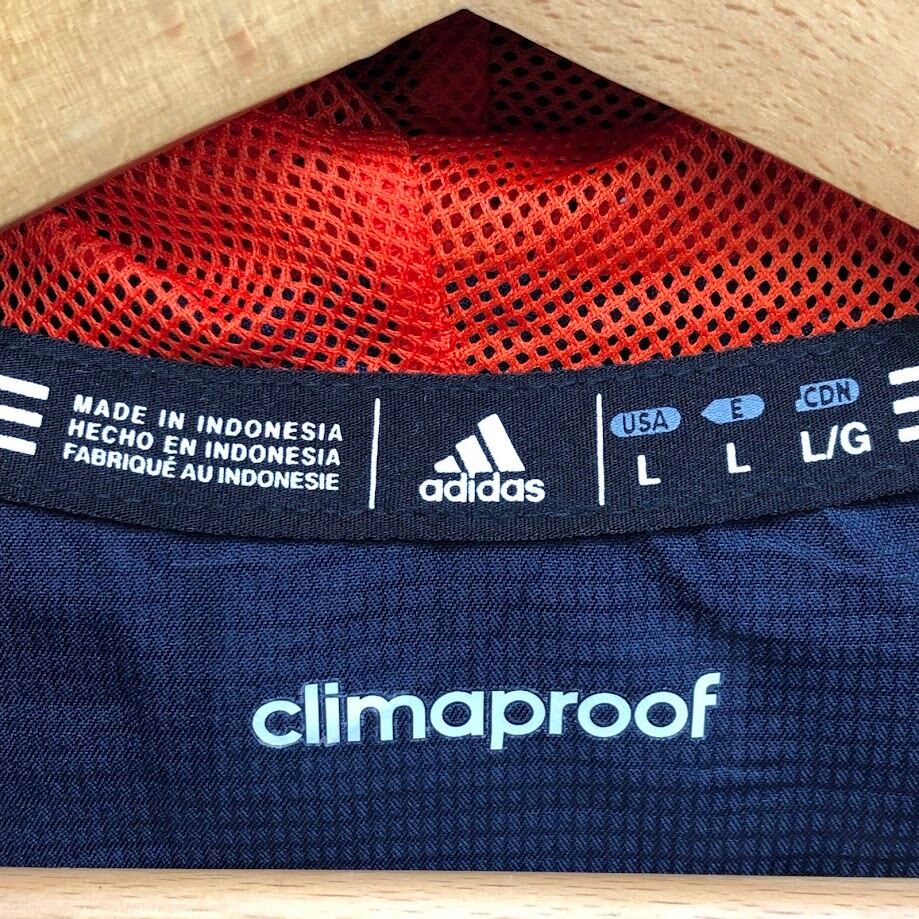 MADE IN INDONESIA
HECHO EN INDONESIA
FABRIQUÉ AU INDONESIE
adidas
USA E CDN
L L L/G
climaproof